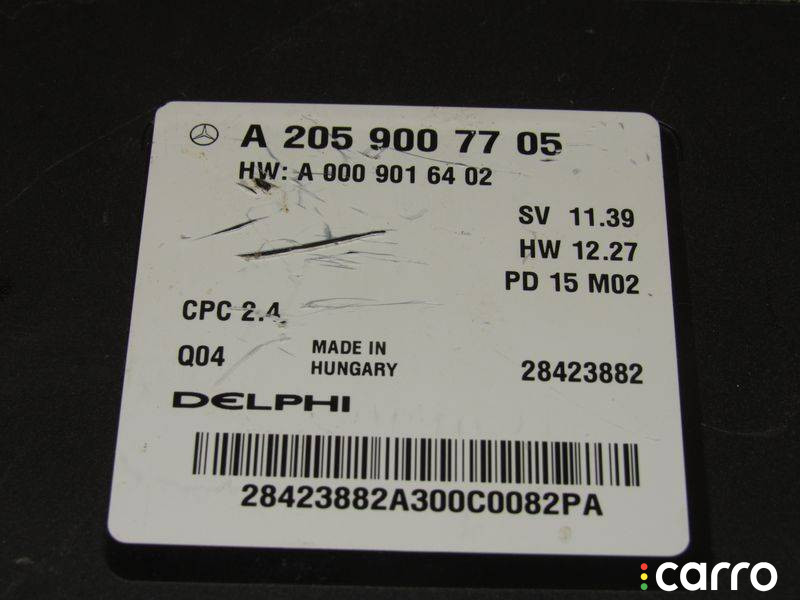 A 205 900 77 05
HW: A 000 901 64 02
SV 11.39
HW 12.27
PD 15 M02
CPC 2.4
Q04
MADE IN
HUNGARY
28423882
DELPHI
28423882A300C0082PA
carro